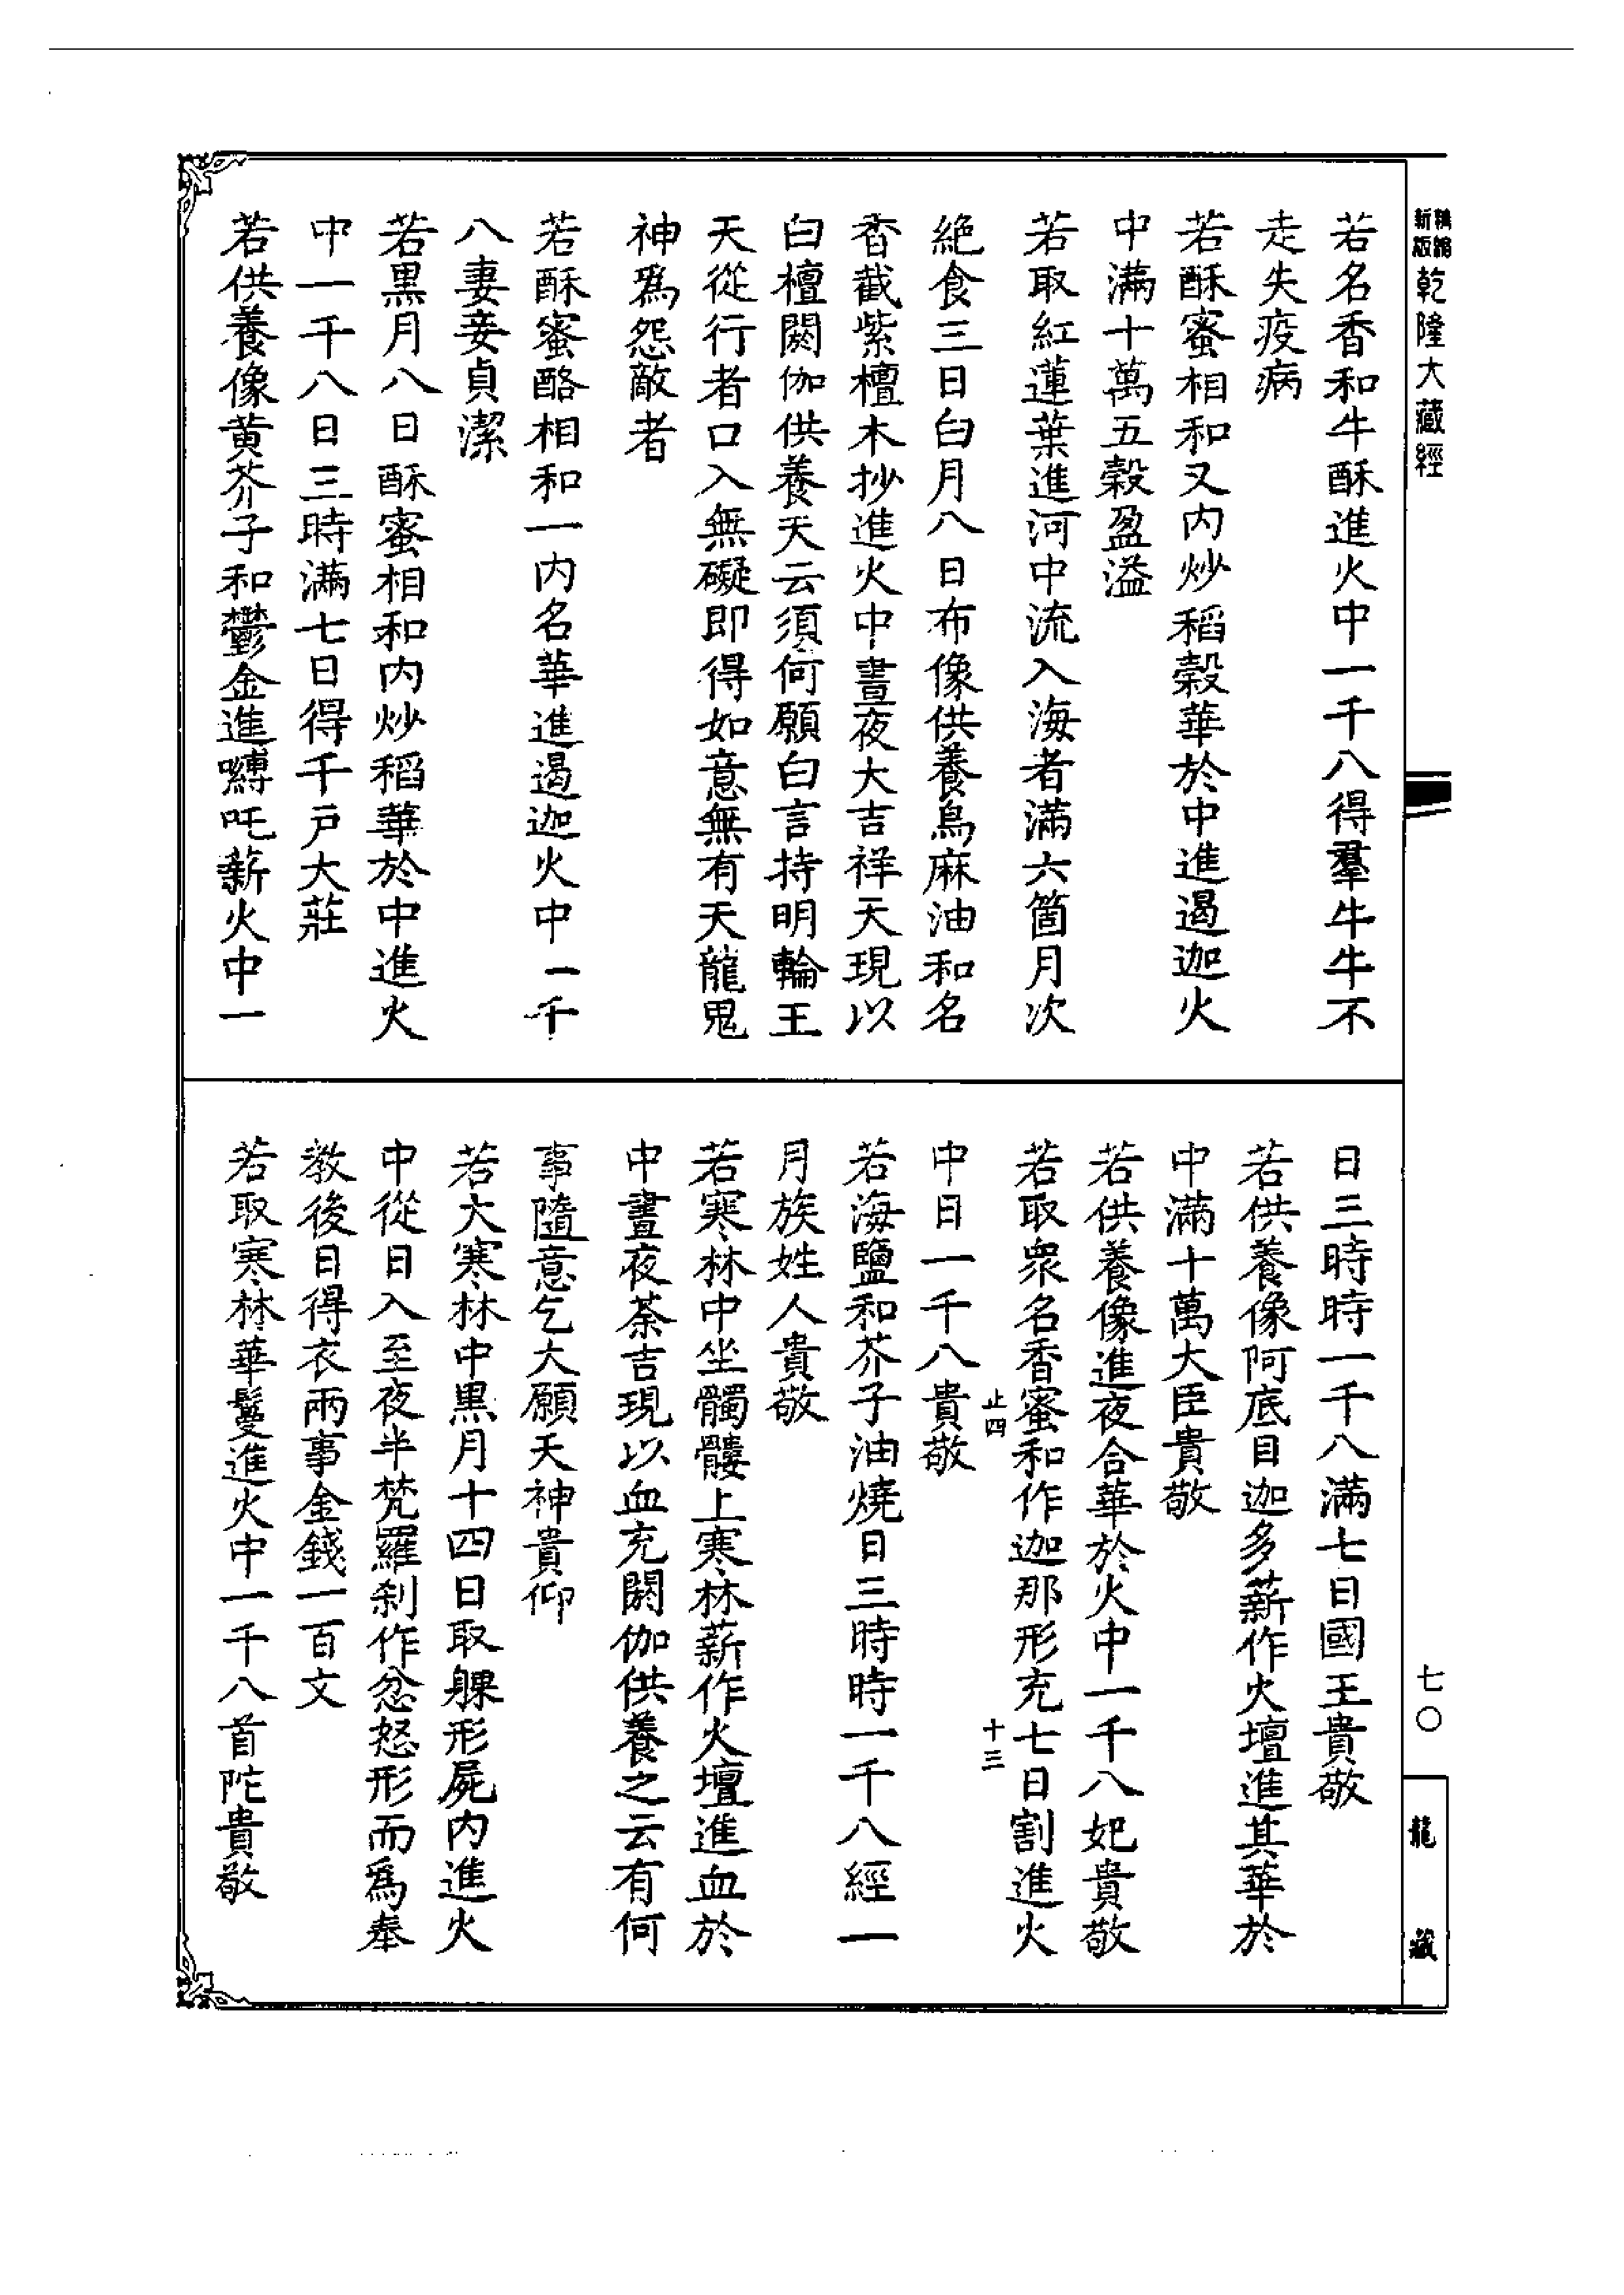 新版精縮乾隆大藏經
若名香和牛酥進火中一千八得羣牛牛不
走失疫病
若酥蜜相和又内炒稻穀華於中進遏迦火
中滿十萬五穀盈溢
若取紅蓮葉進河中流入海者滿六箇月次
絶食三日白月八日布像供養烏麻油和名
香截紫檀木抄進火中晝夜大吉祥天現以
白檀閼伽供養天云須何願白言持明輪王
天從行者口入無礙即得如意無有天龍鬼
神爲怨敵者
若酥蜜酪相和一内名華進遏迦火中一千
八妻妾貞潔
若黑月八日酥蜜相和内炒稻華於中進火
中一千八日三時滿七日得千戸大莊
若供養像黄芥子和鬱金進嚩吒薪火中一
日三時時一千八滿七日國王貴敬
若供養像阿底目迦多薪作火壇進其華於
中滿十萬大臣貴敬
若供養像進夜合華於火中一千八妃貴敬
若取衆名香蜜和作迦那形充七日割進火
止四 十三
中日一千八貴敬
若海鹽和芥子油燒日三時時一千八經一
月族姓人貴敬
若寒林中坐髑髏上寒林薪作火壇進血於
中晝夜荼吉現以血充閼伽供養之云有何
事隨意乞大願天神貴仰
若大寒林中黑月十四日取躶形屍内進火
中從日入至夜半梵羅刹作忿怒形而爲奉
教後日得衣兩事金錢一百文
若取寒林華鬘進火中一千八首陀貴敬
七〇
龍藏